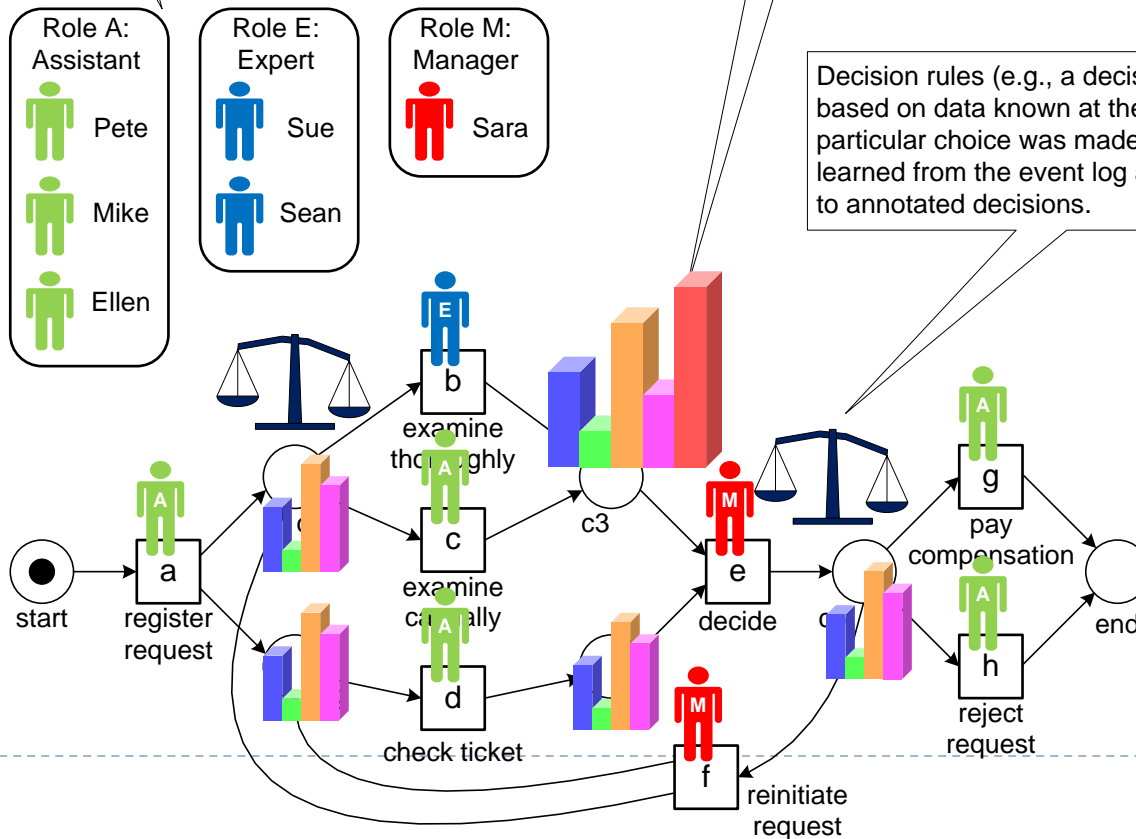 Role A:
Assistant
Pete
Mike
Ellen
Role E:
Expert
Sue
Sean
Role M:
Manager
Sara
Decision rules (e.g., a decis
based on data known at the
particular choice was made
learned from the event log a
to annotated decisions.
E
b
examine
thoroughly
A
c
examine
casually
A
d
check ticket
A
a
register
request
start
c3
M
e
decide
M
f
reinitiate
request
A
g
pay
compensation
A
h
reject
request
end